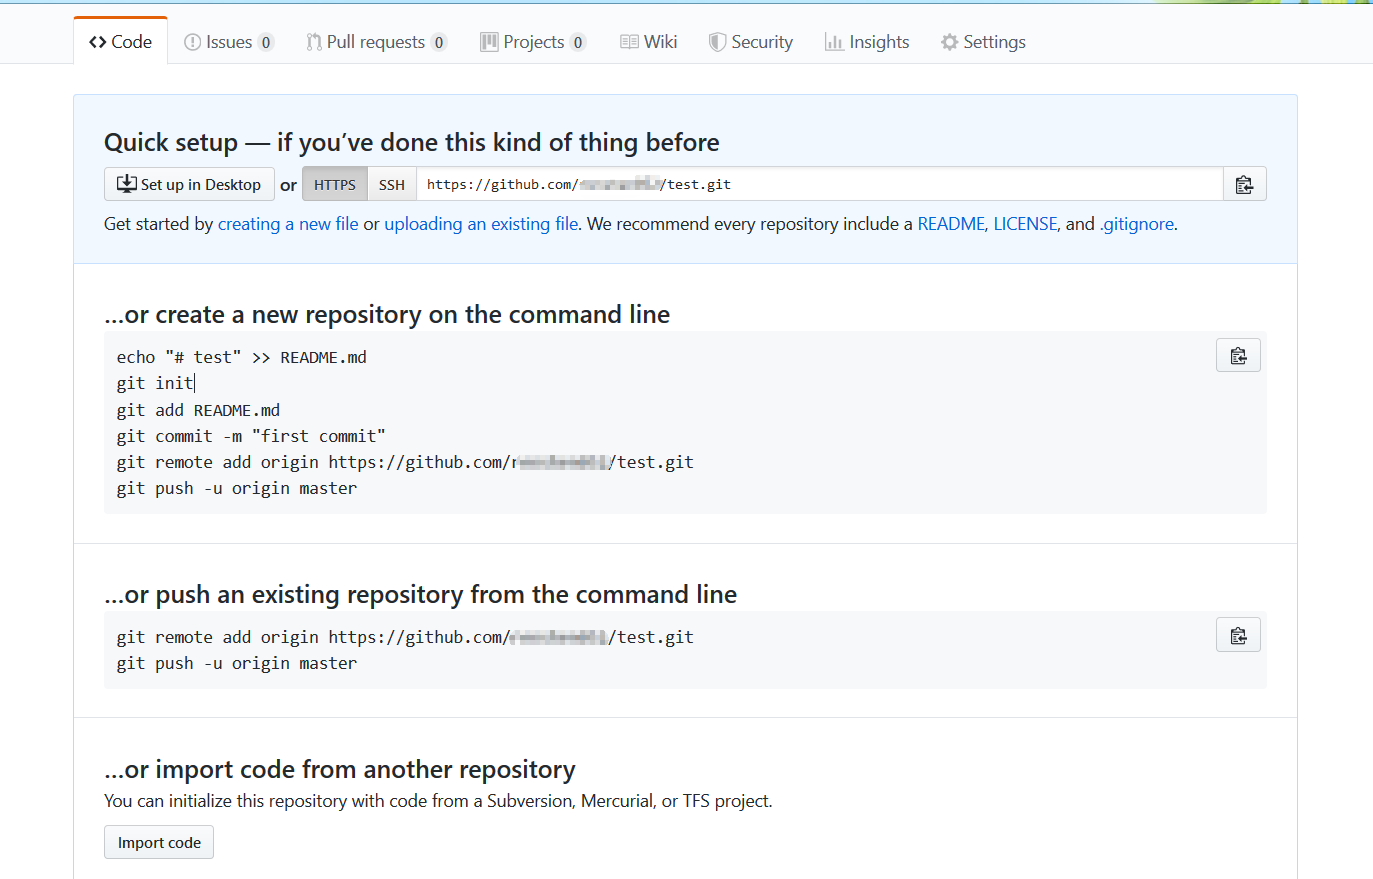 Code Issues 0 Pull requests 0 Projects 0 Wiki Security Insights Settings
Quick setup — if you’ve done this kind of thing before
Set up in Desktop or HTTPS SSH https://github.com/ /test.git
Get started by creating a new file or uploading an existing file. We recommend every repository include a README, LICENSE, and .gitignore.
...or create a new repository on the command line
echo "# test" >> README.md
git init
git add README.md
git commit -m "first commit"
git remote add origin https://github.com/ /test.git
git push -u origin master
...or push an existing repository from the command line
git remote add origin https://github.com/ /test.git
git push -u origin master
...or import code from another repository
You can initialize this repository with code from a Subversion, Mercurial, or TFS project.
Import code